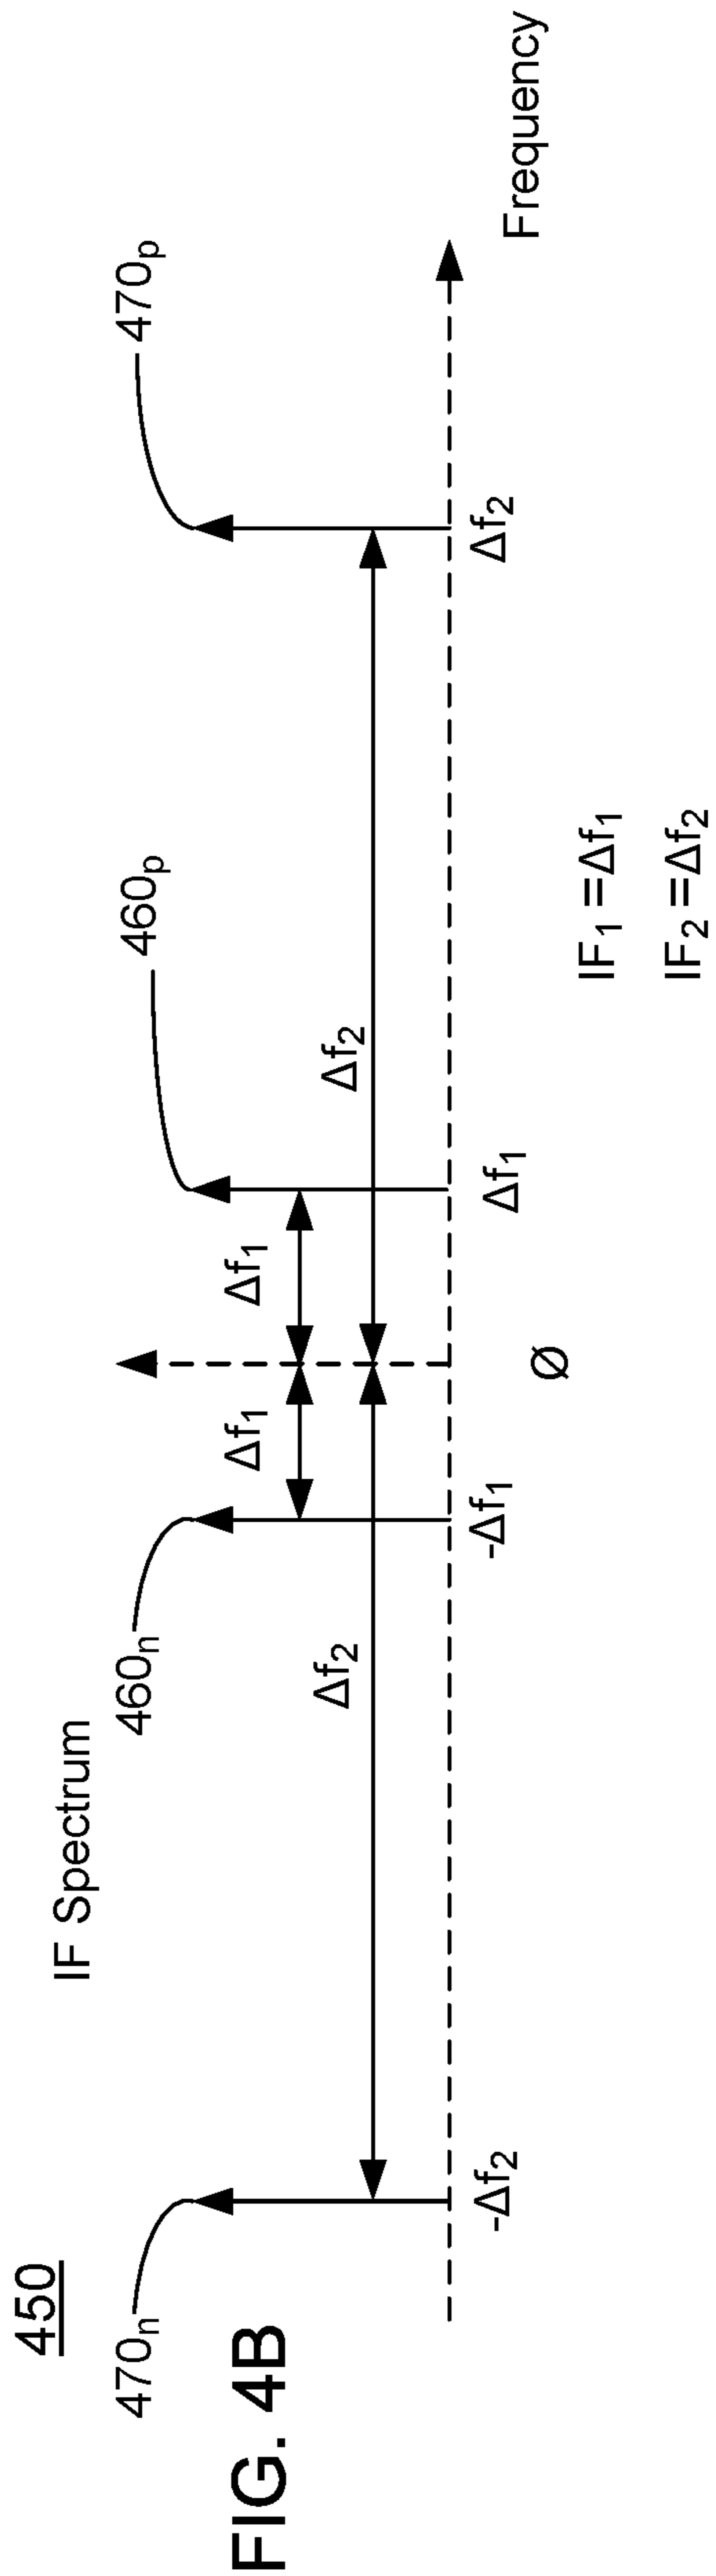 450
IF Spectrum
470n
460n
460p
470p
Δf1
Δf1
Δf2
Δf2
-Δf2
-Δf1
Ø
Δf1
Δf2
Frequency
IF1 =Δf1
IF2 =Δf2
FIG. 4B